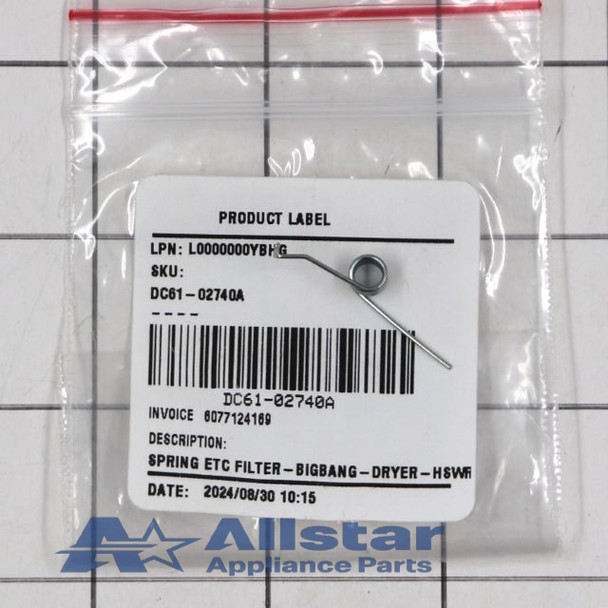 PRODUCT LABEL
LPN: L0000000YBHG
SKU:
DC61-02740A
----
DC61-02740A
INVOICE 6077124169
DESCRIPTION:
SPRING ETC FILTER-BIGBANG-DRYER-HSWR
DATE: 2024/08/30 10:15
Allstar
Appliance Parts